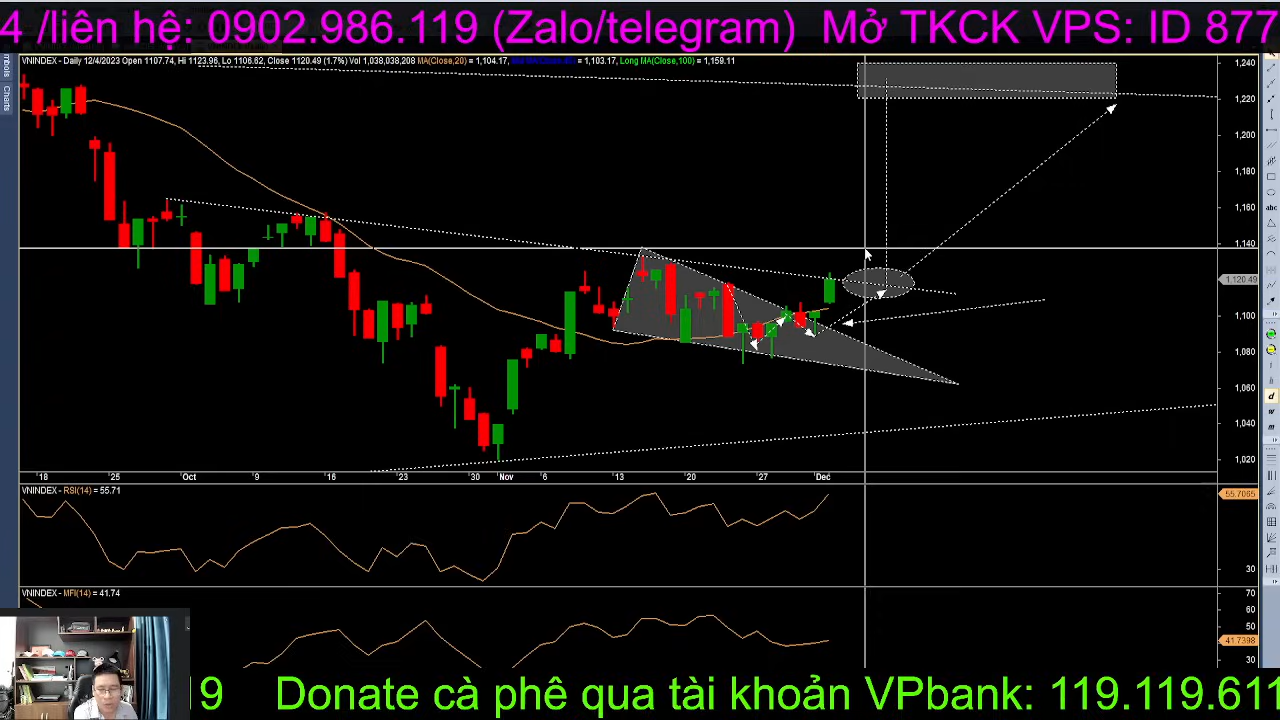 4 /liên hệ: 0902.986.119 (Zalo/telegram) Mở TKCK VPS: ID 877
VNINDEX - Daily 12/4/2023 Open 1107.74, Hi 1123.96, Lo 1106.62, Close 1120.49 (1.7%) Vol 1,038,038,208 MA(Close,20) = 1,104.17, = 1,103.17, Long MA(Close,100) = 1,159.11
Charts
1,240
1,220
1,200
1,180
1,160
1,140
1,120.49
1,100
1,080
1,060
1,040
1,020
abc
d
w
m
18 25 Oct 9 16 23 30 Nov 6 13 20 27 Dec
VNINDEX - RSI(14) = 55.71
55.7065
30
VNINDEX - MFI(14) = 41.74
70
60
50
41.7398
30
19 Donate cà phê qua tài khoản VPbank: 119.119.611